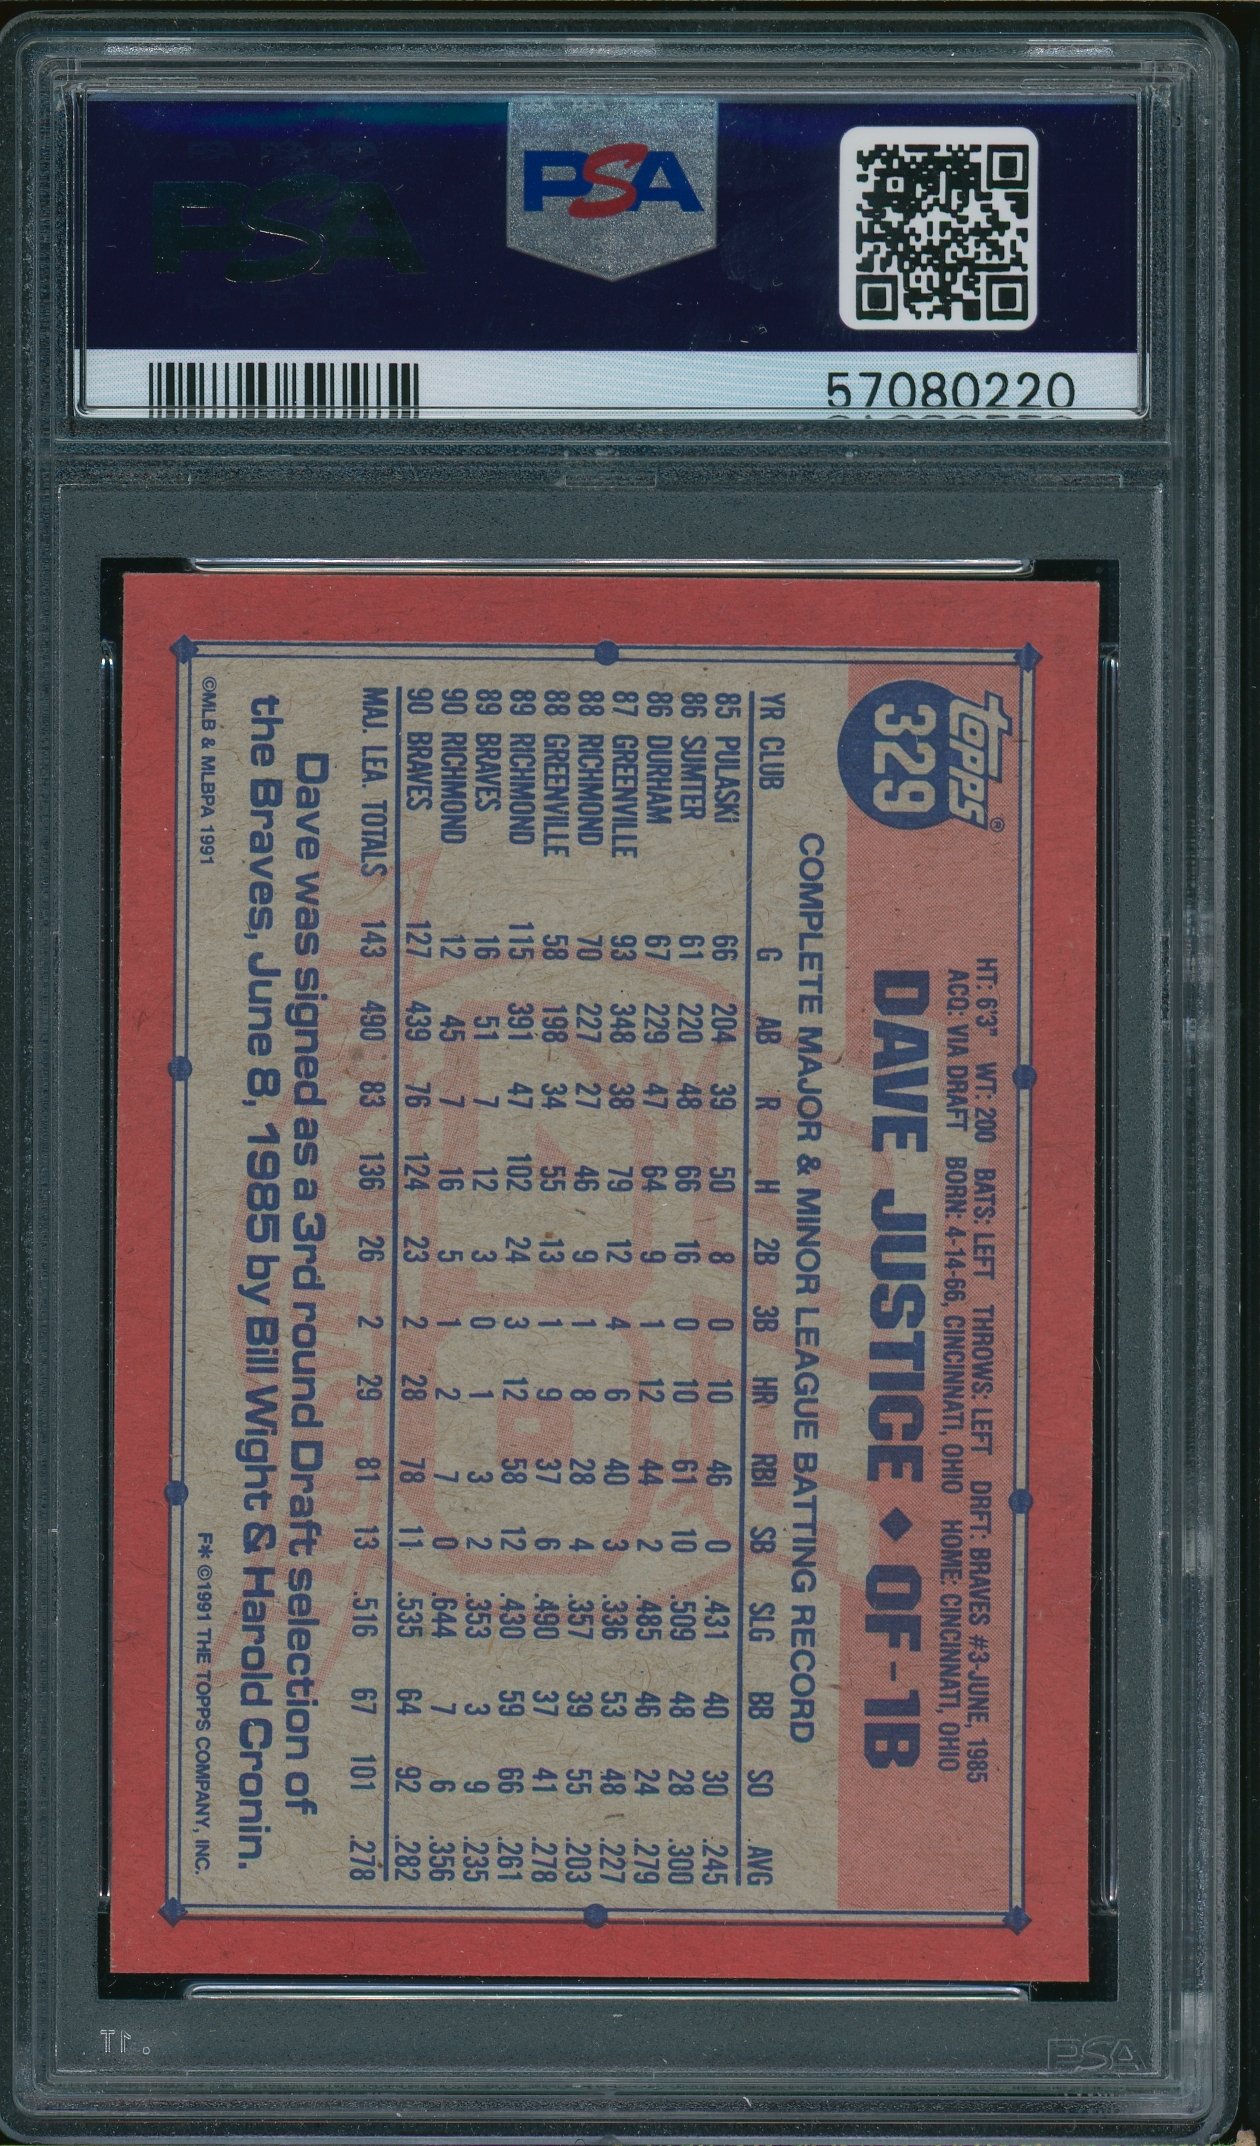 PSA
PSA
57080220
topps®
329
HT: 6'3" WT: 200 BATS: LEFT THROWS: LEFT DRFT: BRAVES #3-JUNE, 1985
ACQ: VIA DRAFT BORN: 4-14-66, CINCINNATI, OHIO HOME: CINCINNATI, OHIO
DAVE JUSTICE ◆ OF-1B
COMPLETE MAJOR & MINOR LEAGUE BATTING RECORD
YR CLUB G AB R H 2B 3B HR RBI SB SLG BB SO AVG
85 PULASKI 66 204 39 50 8 0 10 46 0 .431 40 30 .245
86 SUMTER 61 220 48 66 16 0 10 61 10 .509 48 28 .300
86 DURHAM 67 229 47 64 9 1 12 44 2 .485 46 24 .279
87 GREENVILLE 93 348 38 79 12 4 6 40 3 .336 53 48 .227
88 RICHMOND 70 227 27 46 9 1 8 28 4 .357 39 55 .203
88 GREENVILLE 58 198 34 55 13 1 9 37 6 .490 37 41 .278
89 RICHMOND 115 391 47 102 24 3 12 58 12 .430 59 66 .261
89 BRAVES 16 51 7 12 3 0 1 3 2 .353 3 9 .235
90 RICHMOND 12 45 7 16 5 1 2 7 0 .644 7 6 .356
90 BRAVES 127 439 76 124 23 2 28 78 11 .535 64 92 .282
MAJ. LEA. TOTALS 143 490 83 136 26 2 29 81 13 .516 67 101 .278
Dave was signed as a 3rd round Draft selection of
the Braves, June 8, 1985 by Bill Wight & Harold Cronin.
©MLB & MLBPA 1991
F* ©1991 THE TOPPS COMPANY, INC.
PSA